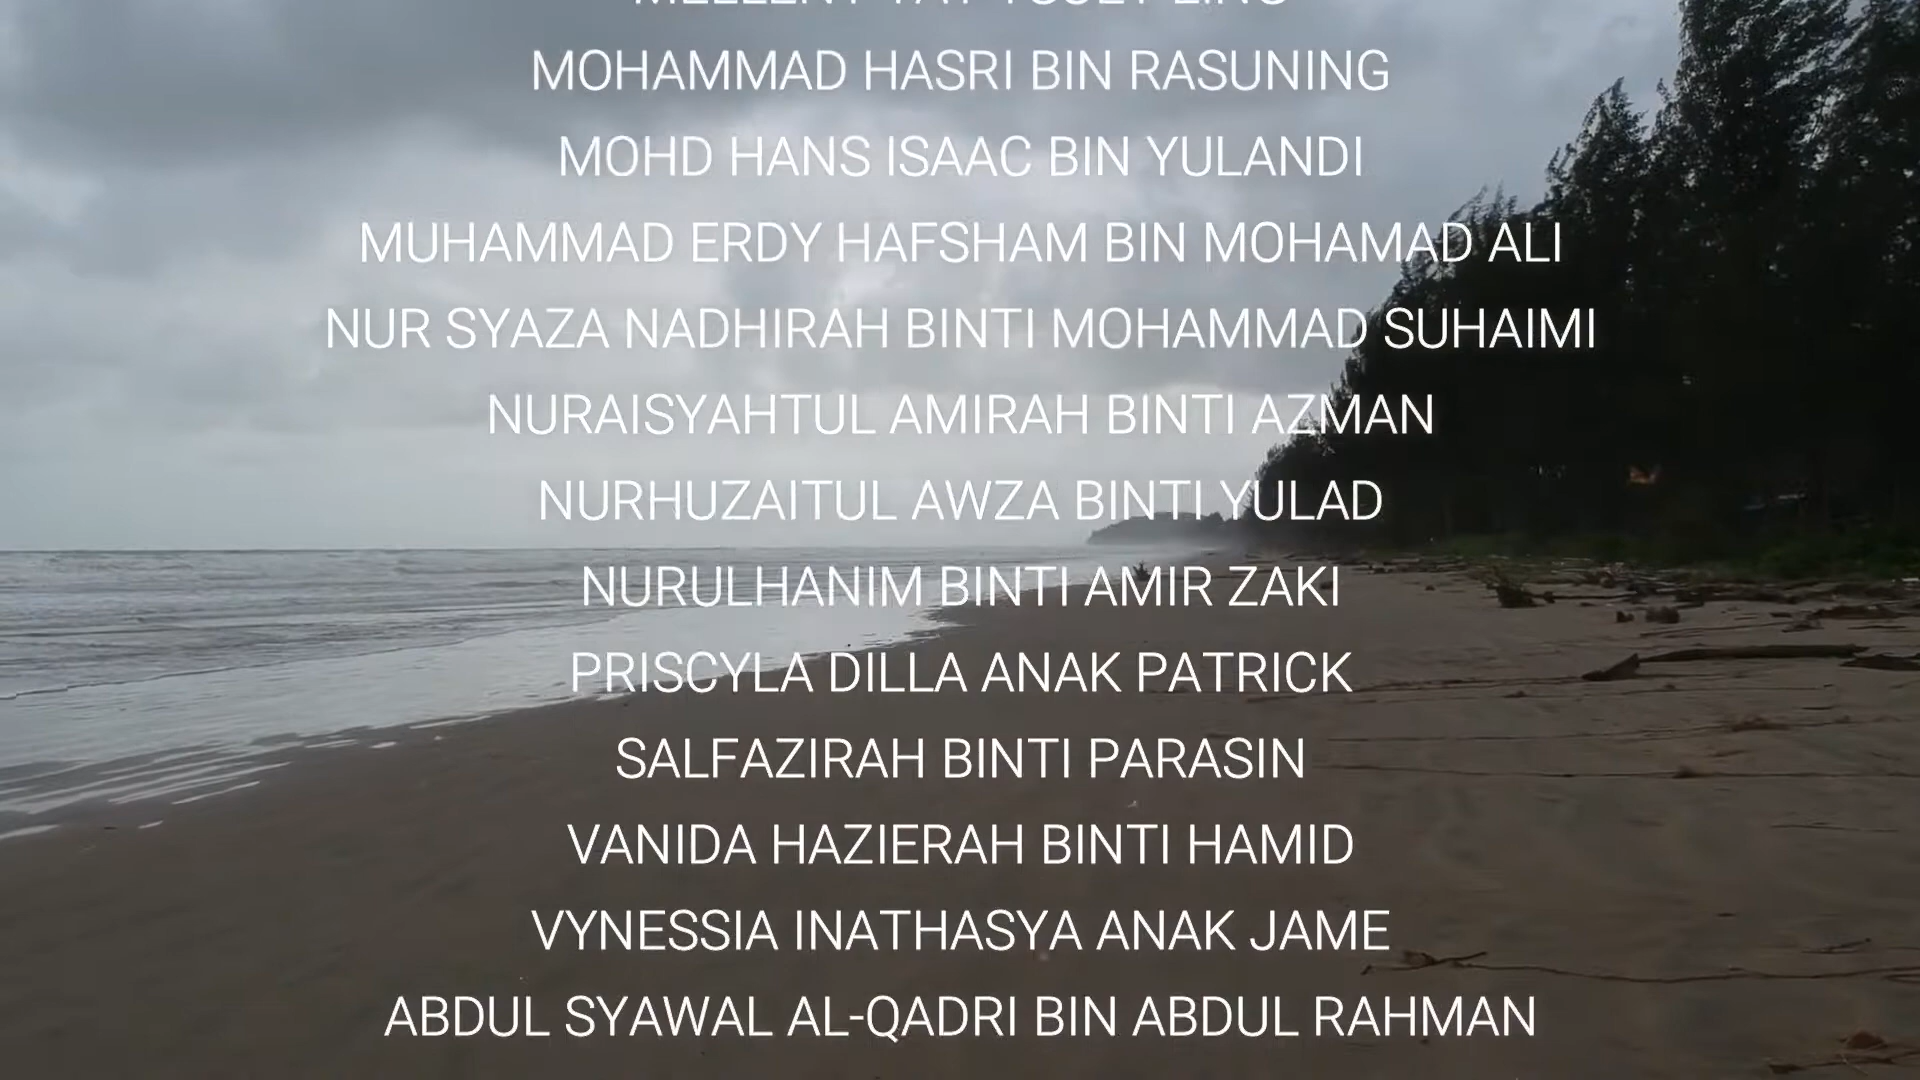 MOHAMMAD HASRI BIN RASUNING
MOHD HANS ISAAC BIN YULANDI
MUHAMMAD ERDY HAFSHAM BIN MOHAMAD ALI
NUR SYAZA NADHIRAH BINTI MOHAMMAD SUHAIMI
NURAISYAHTUL AMIRAH BINTI AZMAN
NURHUZAITUL AWZA BINTI YULAD
NURULHANIM BINTI AMIR ZAKI
PRISCYLA DILLA ANAK PATRICK
SALFAZIRAH BINTI PARASIN
VANIDA HAZIERAH BINTI HAMID
VYNESSIA INATHASYA ANAK JAME
ABDUL SYAWAL AL-QADRI BIN ABDUL RAHMAN